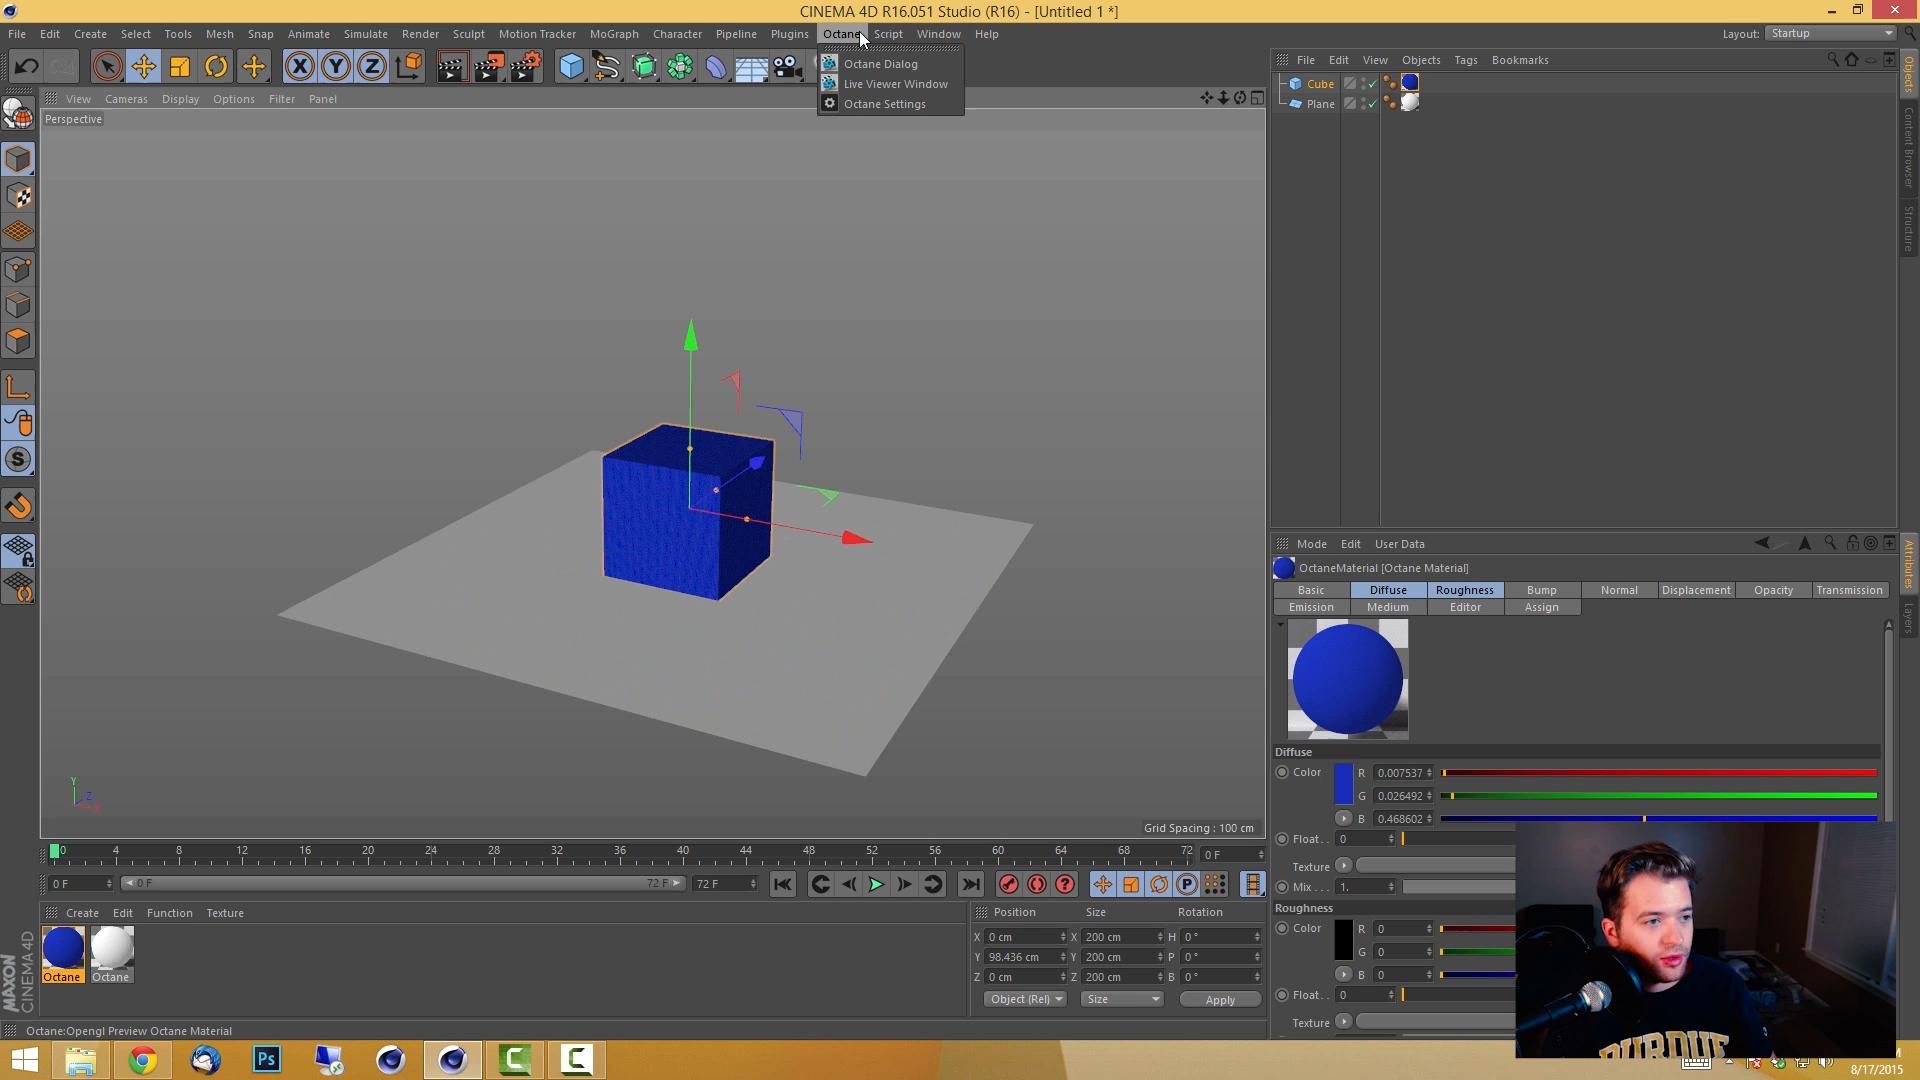 CINEMA 4D R16.051 Studio (R16) - [Untitled 1 *]
File Edit Create Select Tools Mesh Snap Animate Simulate Render Sculpt Motion Tracker MoGraph Character Pipeline Plugins Octane Script Window Help
Layout: Startup
Octane Dialog
Live Viewer Window
Octane Settings
X Y Z
View Cameras Display Options Filter Panel
Perspective
File Edit View Objects Tags Bookmarks
Cube
Plane
Objects
Content Browser
Structure
Mode Edit User Data
OctaneMaterial [Octane Material]
Basic Diffuse Roughness Bump Normal Displacement Opacity Transmission
Emission Medium Editor Assign
Attributes
Layers
Diffuse
Color R 0.007537
G 0.026492
B 0.468602
Float . . 0
Texture
Mix . . . 1.
Roughness
Color R 0
G 0
B 0
Float . . 0
Texture
Y
Z
X
Grid Spacing : 100 cm
0 4 8 12 16 20 24 28 32 36 40 44 48 52 56 60 64 68 72
0 F
0 F 0 F 72 F 72 F
Create Edit Function Texture
Octane Octane
MAXON
CINEMA 4D
Position Size Rotation
X 0 cm X 200 cm H 0 °
Y 98.436 cm Y 200 cm P 0 °
Z 0 cm Z 200 cm B 0 °
Object (Rel) Size Apply
Octane:Opengl Preview Octane Material
Ps
PURDUE
8/17/2015